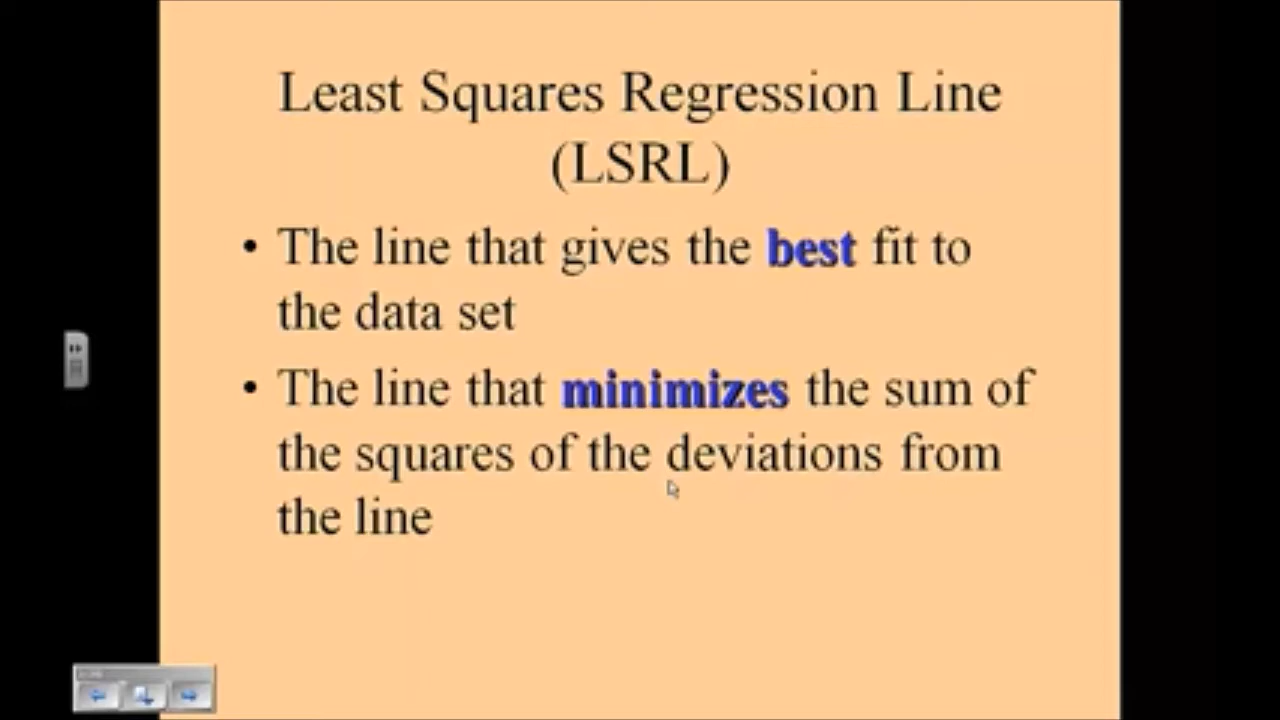 Least Squares Regression Line
(LSRL)
• The line that gives the best fit to
the data set
• The line that minimizes the sum of
the squares of the deviations from
the line